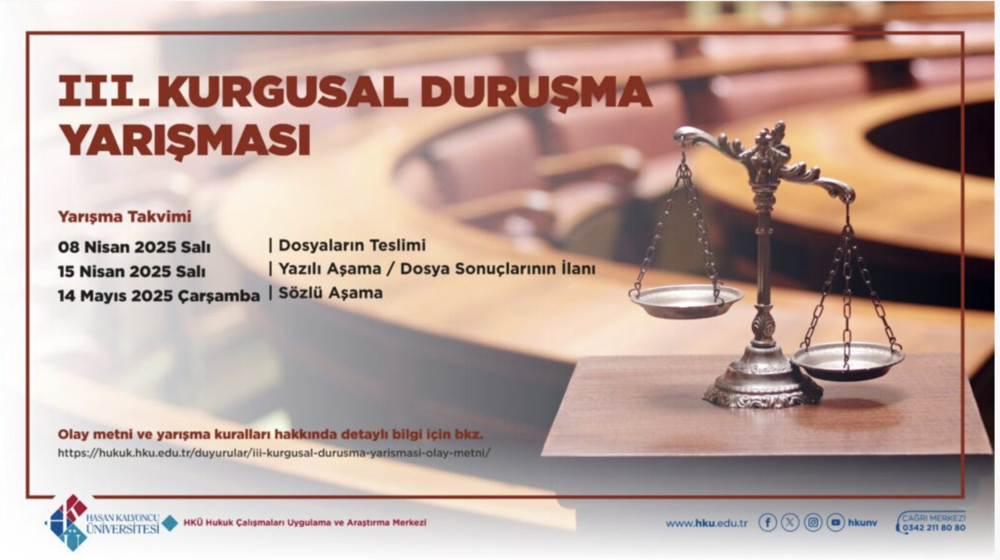 III. KURGUSAL DURUŞMA
YARIŞMASI
Yarışma Takvimi
08 Nisan 2025 Salı | Dosyaların Teslimi
15 Nisan 2025 Salı | Yazılı Aşama / Dosya Sonuçlarının İlanı
14 Mayıs 2025 Çarşamba | Sözlü Aşama
Olay metni ve yarışma kuralları hakkında detaylı bilgi için bkz.
https://hukuk.hku.edu.tr/duyurular/iii-kurgusal-durusma-yarismasi-olay-metni/
HASAN KALYONCU
ÜNİVERSİTESİ
HKÜ Hukuk Çalışmaları Uygulama ve Araştırma Merkezi
www.hku.edu.tr
hkunv
ÇAĞRI MERKEZİ
0342 211 80 80